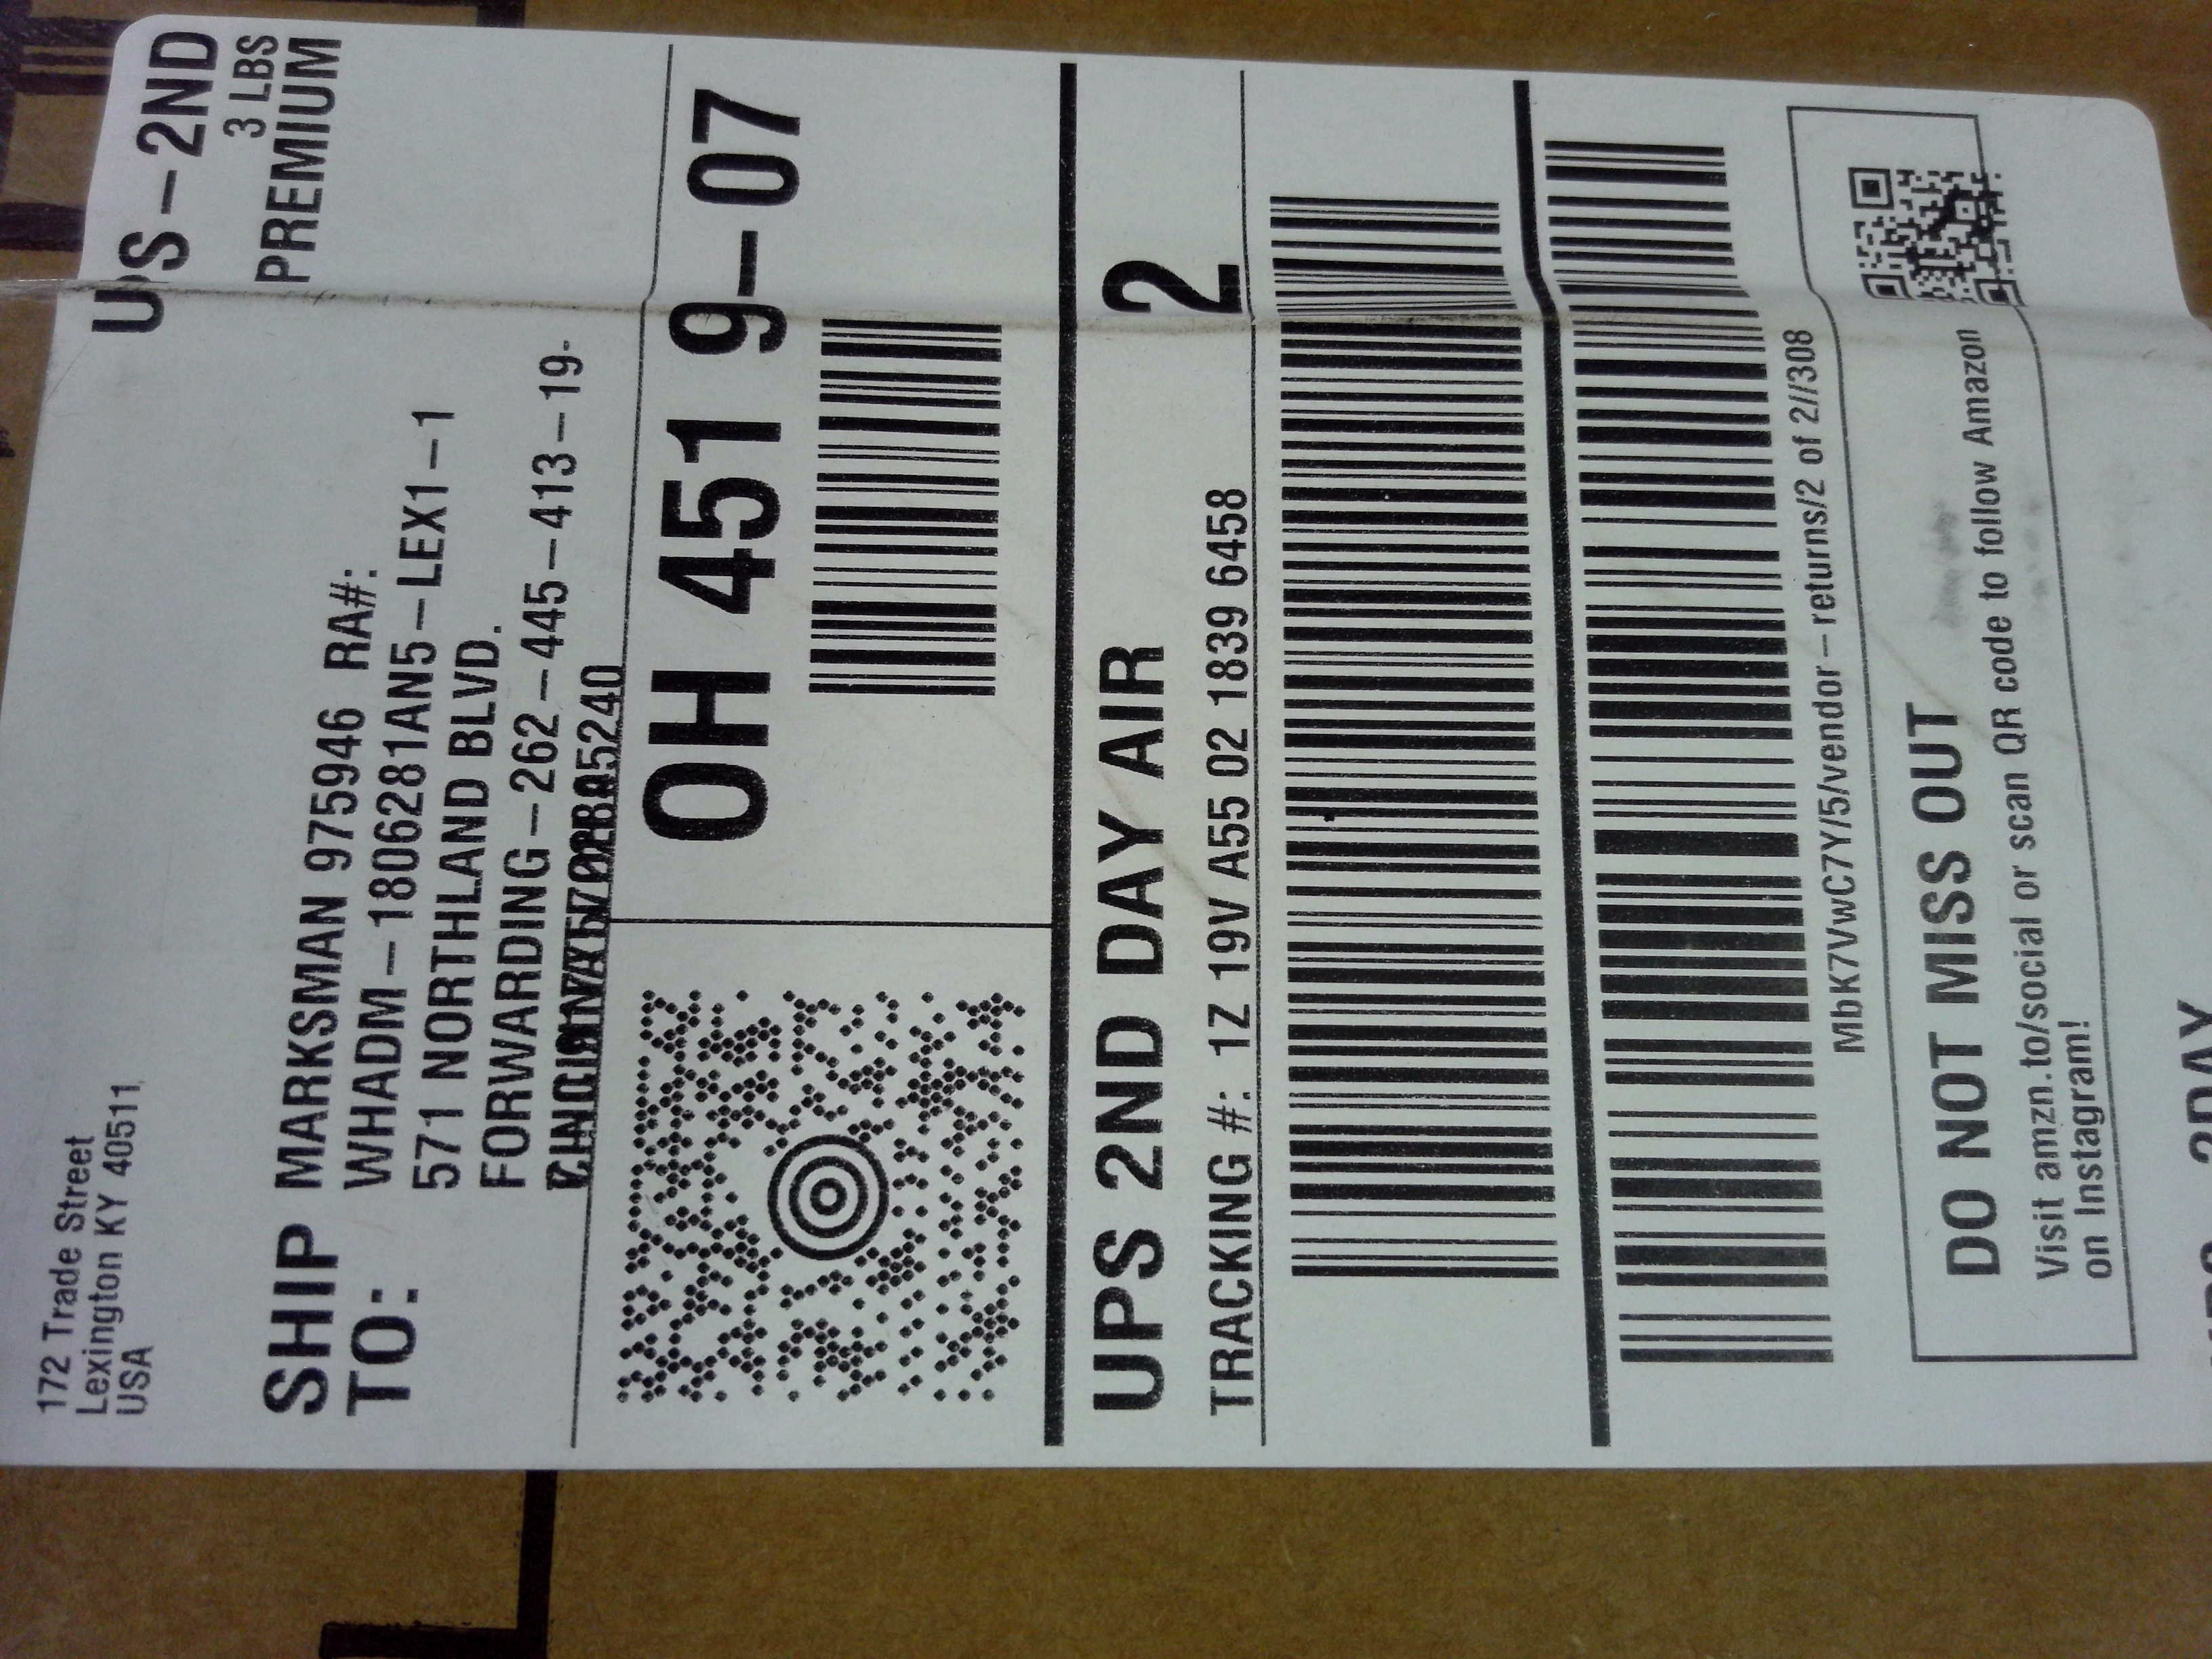 172 Trade Street
Lexington KY 40511
USA
UPS-2ND
3 LBS
PREMIUM
SHIP
TO:
MARKSMAN 975946 RA#:
WHADM-1806281AN5-LEX1-1
571 NORTHLAND BLVD.
FORWARDING-262-445-413-19-
OH 451 9-07
UPS 2ND DAY AIR
2
TRACKING #: 1Z 19V A55 02 1839 6458
MbK7VwC7Y/5/vendor-returns/2 of 2//308
DO NOT MISS OUT
Visit amzn.to/social or scan QR code to follow Amazon
on Instagram!